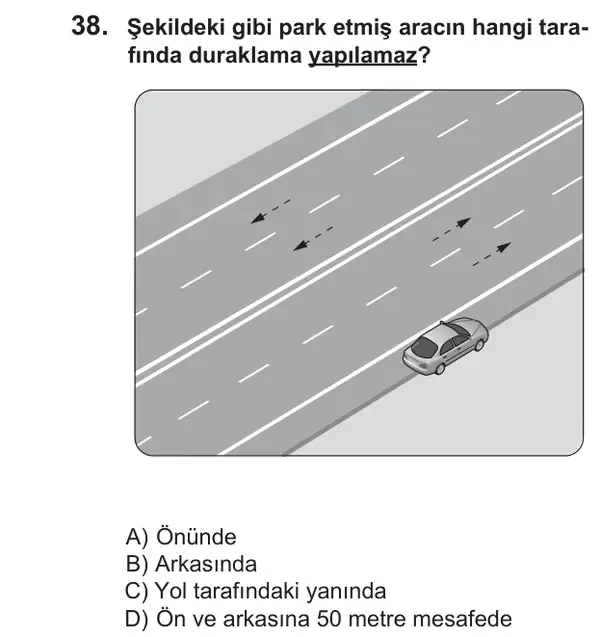 38. Şekildeki gibi park etmiş aracın hangi tara-
fında duraklama yapılamaz?
A) Önünde
B) Arkasında
C) Yol tarafındaki yanında
D) Ön ve arkasına 50 metre mesafede